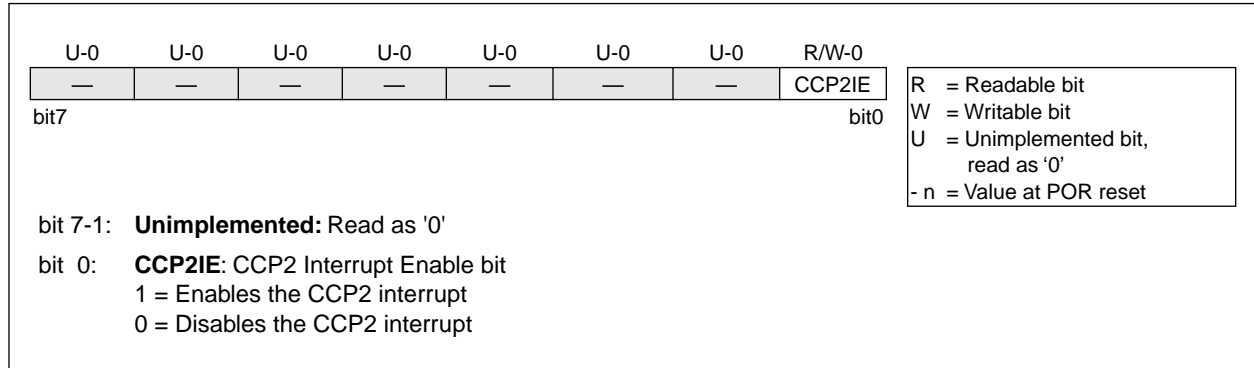 U-0 U-0 U-0 U-0 U-0 U-0 U-0 R/W-0
— — — — — — — CCP2IE
bit7 bit0
R = Readable bit
W = Writable bit
U = Unimplemented bit,
read as ‘0’
- n = Value at POR reset
bit 7-1: Unimplemented: Read as '0'
bit 0: CCP2IE: CCP2 Interrupt Enable bit
1 = Enables the CCP2 interrupt
0 = Disables the CCP2 interrupt